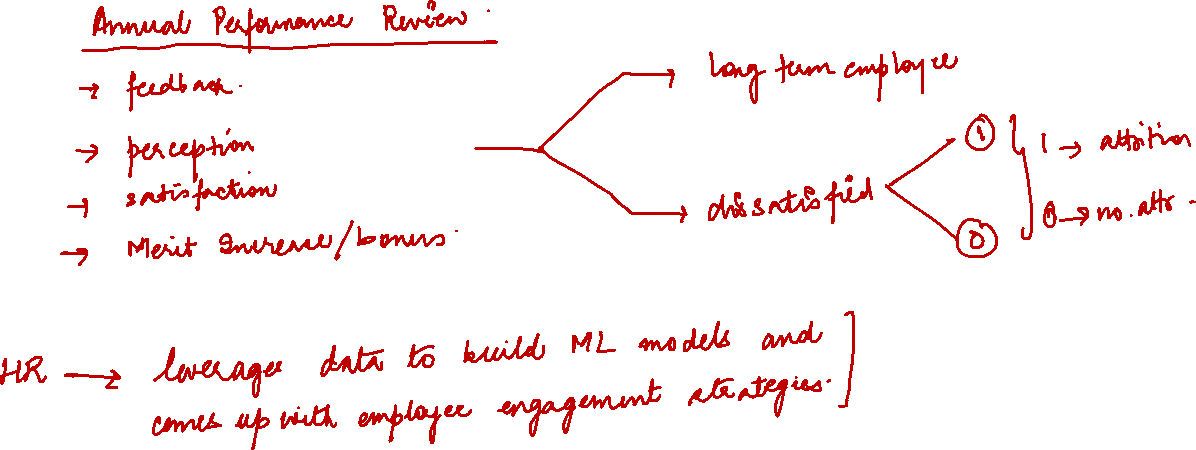 Annual Performance Review.
→ feedback.
→ perception
→ satisfaction
→ Merit Increase/bonus.
→ long term employee
→ dissatisfied
1
0
1 → attrition
0 → no. attr.
HR → leverages data to build ML models and
comes up with employee engagement strategies.